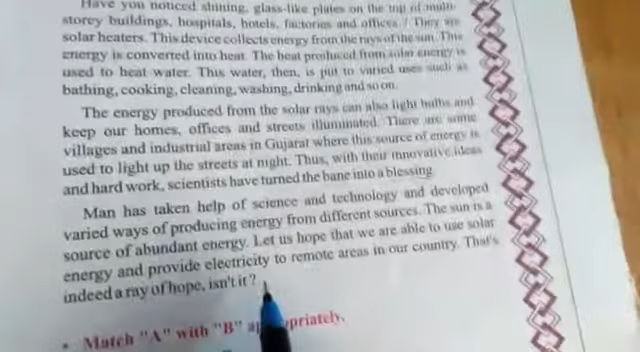 Have you noticed shining, glass-like plates on the top of multi-
storey buildings, hospitals, hotels, factories and offices ? They are
solar heaters. This device collects energy from the rays of the sun. This
energy is converted into heat. The heat produced from solar energy is
used to heat water. This water, then, is put to varied uses such as
bathing, cooking, cleaning, washing, drinking and so on.
The energy produced from the solar rays can also light bulbs and
keep our homes, offices and streets illuminated. There are some
villages and industrial areas in Gujarat where this source of energy is
used to light up the streets at night. Thus, with their innovative ideas
and hard work, scientists have turned the bane into a blessing.
Man has taken help of science and technology and developed
varied ways of producing energy from different sources. The sun is a
source of abundant energy. Let us hope that we are able to use solar
energy and provide electricity to remote areas in our country. That's
indeed a ray of hope, isn't it ?
• Match "A" with "B" appropriately.